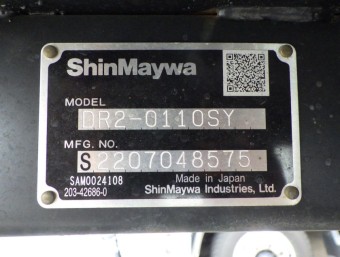 ShinMaywa
MODEL
DR2-0110SY
MFG. NO.
S2207048575
SAM0024108
Made in Japan
203-42686-0
ShinMaywa Industries, Ltd.